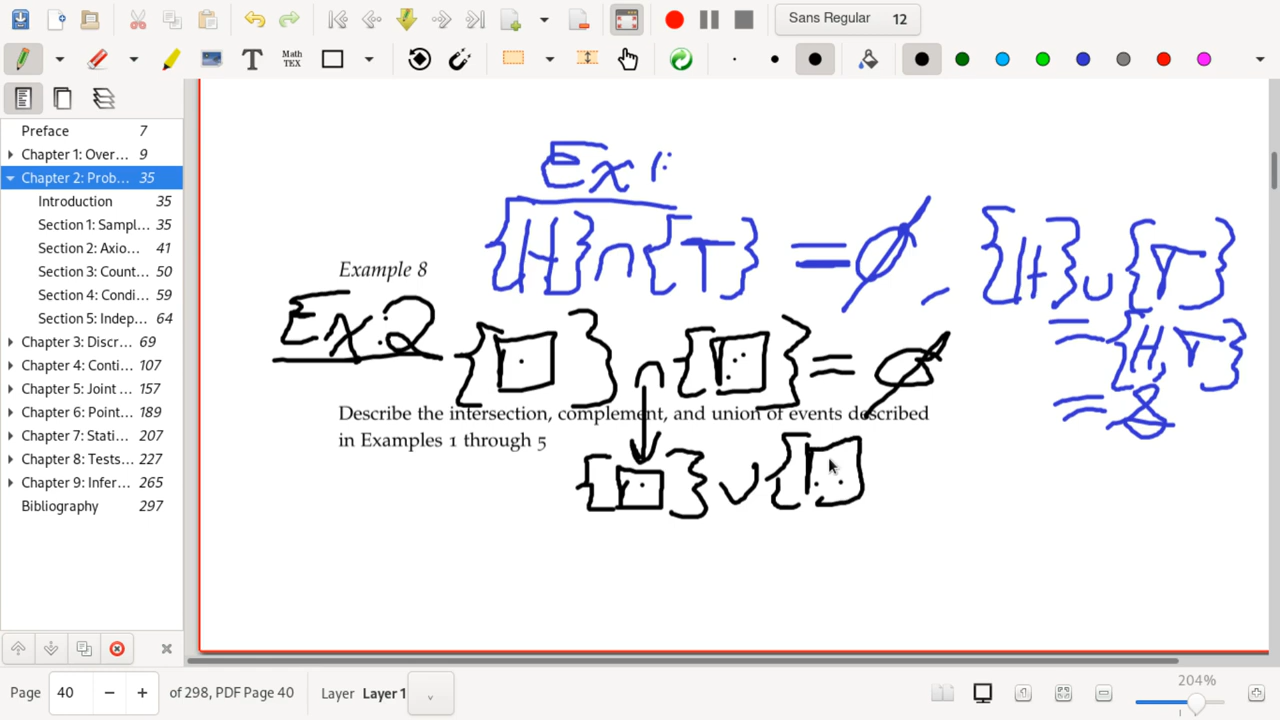 Sans Regular 12
Math
TEX
T
Preface 7
Chapter 1: Over... 9
Chapter 2: Prob... 35
Introduction 35
Section 1: Sampl... 35
Section 2: Axio... 41
Section 3: Count... 50
Section 4: Condi... 59
Section 5: Indep... 64
Chapter 3: Discr... 69
Chapter 4: Conti... 107
Chapter 5: Joint ... 157
Chapter 6: Point... 189
Chapter 7: Stati... 207
Chapter 8: Tests... 227
Chapter 9: Infer... 265
Bibliography 297
Ex 1:
{H} ∩ {T} = ∅, {H} ∪ {T}
= {H, T}
Example 8
Ex: 2 { } ∩ { } = ∅
Describe the intersection, complement, and union of events described
in Examples 1 through 5
{ } ∪ {
Page 40 of 298, PDF Page 40 Layer Layer 1 204%